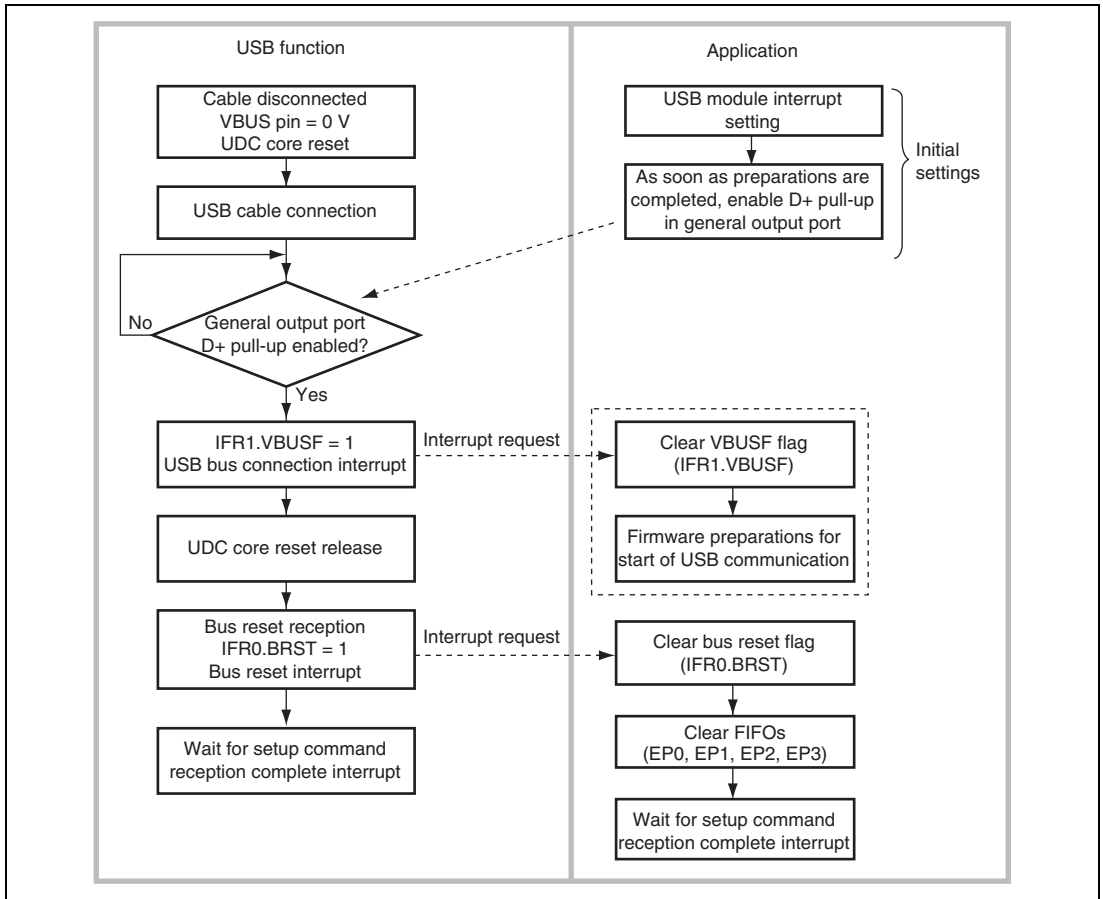 USB function
Cable disconnected
VBUS pin = 0 V
UDC core reset
USB cable connection
No
General output port
D+ pull-up enabled?
Yes
IFR1.VBUSF = 1
USB bus connection interrupt
Interrupt request
UDC core reset release
Bus reset reception
IFR0.BRST = 1
Bus reset interrupt
Interrupt request
Wait for setup command
reception complete interrupt
Application
USB module interrupt
setting
As soon as preparations are
completed, enable D+ pull-up
in general output port
Initial
settings
Clear VBUSF flag
(IFR1.VBUSF)
Firmware preparations for
start of USB communication
Clear bus reset flag
(IFR0.BRST)
Clear FIFOs
(EP0, EP1, EP2, EP3)
Wait for setup command
reception complete interrupt